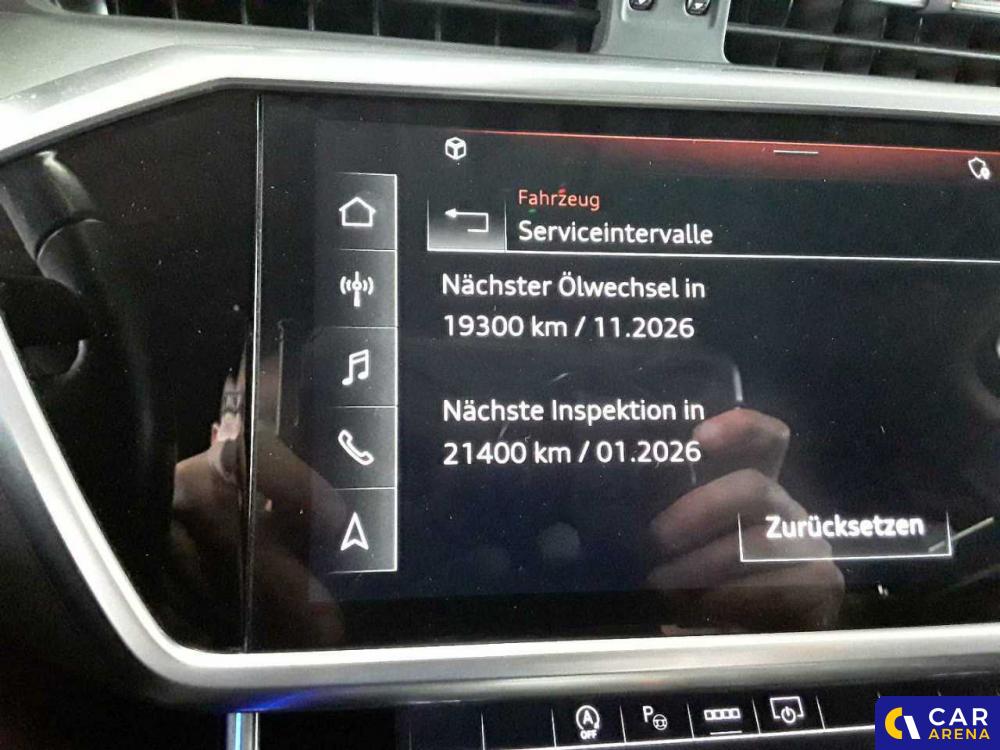 Fahrzeug
Serviceintervalle
Nächster Ölwechsel in
19300 km / 11.2026
Nächste Inspektion in
21400 km / 01.2026
Zurücksetzen
A
OFF
P
CAR
ARENA